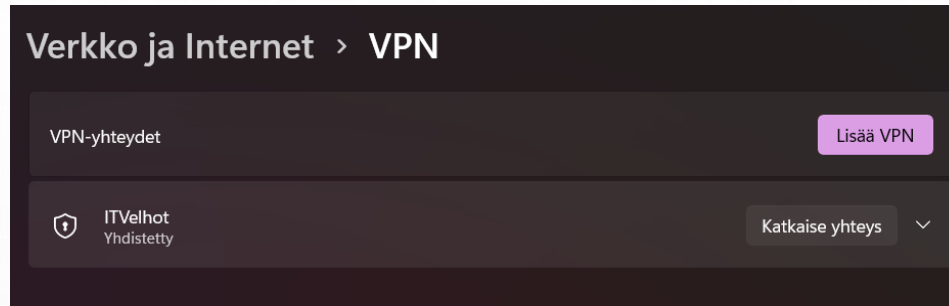 Verkko ja Internet > VPN
VPN-yhteydet
Lisää VPN
ITVelhot
Yhdistetty
Katkaise yhteys